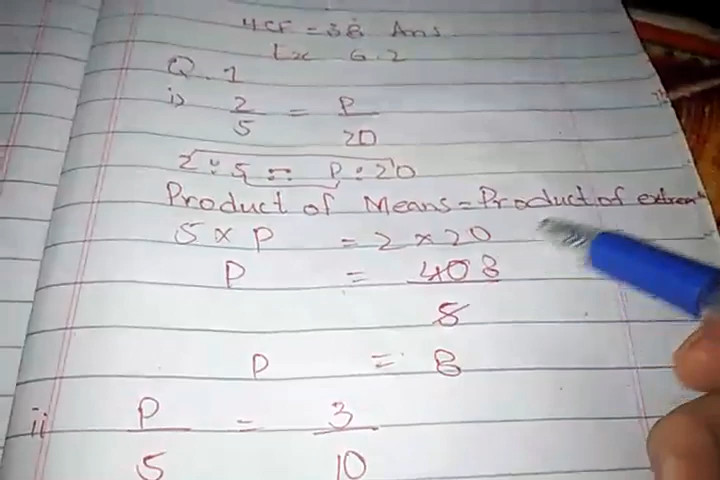 HCF = 38 Ans.
Ex 6.2
Q.1
i) 2/5 = P/20
2 : 5 :: P : 20
Product of Means = Product of extrem
5 × P = 2 × 20
P = 40 8 / 5
P = 8
ii P/5 = 3/10